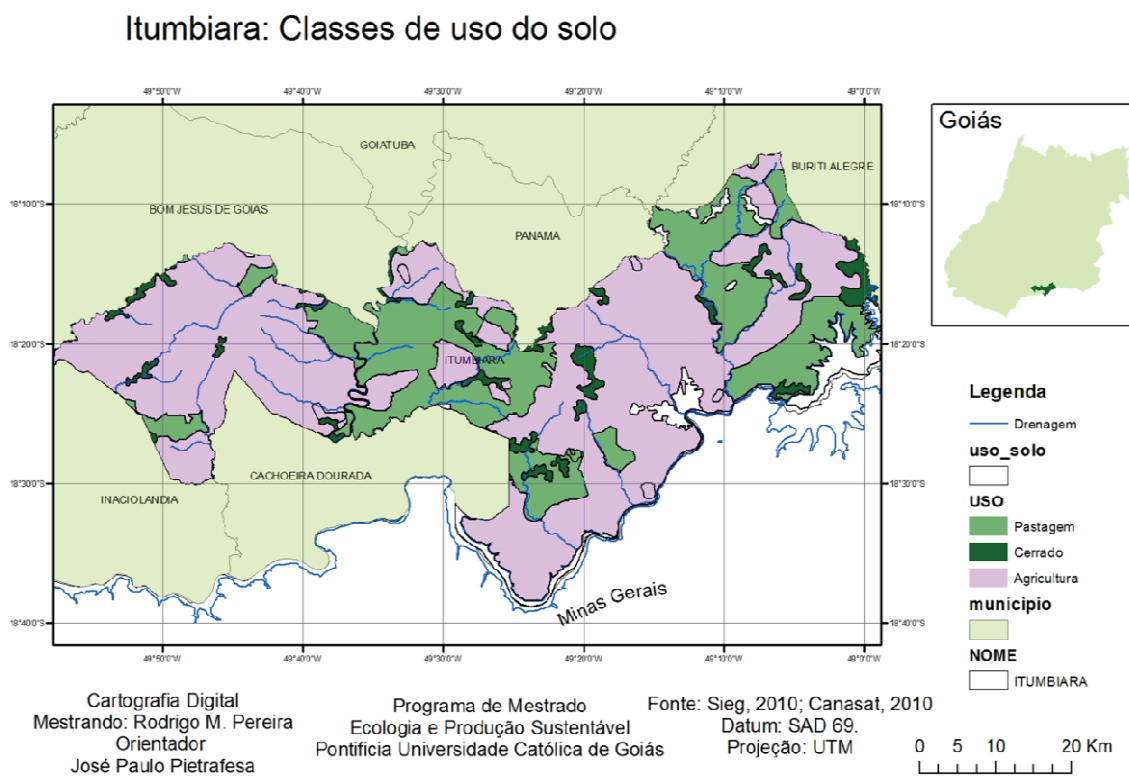 Itumbiara: Classes de uso do solo
49°50'0"W 49°40'0"W 49°30'0"W 49°20'0"W 49°10'0"W 49°0'0"W
Goiás
GOIATUBA
BURITI ALEGRE
18°10'0"S
18°10'0"S
BOM JESUS DE GOIAS
PANAMA
18°20'0"S
18°20'0"S
ITUMBIARA
Legenda
Drenagem
uso_solo
CACHOEIRA DOURADA
INACIOLANDIA
18°30'0"S
18°30'0"S
USO
Pastagem
Cerrado
Agricultura
município
Minas Gerais
18°40'0"S
18°40'0"S
NOME
ITUMBIARA
49°50'0"W 49°40'0"W 49°30'0"W 49°20'0"W 49°10'0"W 49°0'0"W
Cartografia Digital
Mestrando: Rodrigo M. Pereira
Orientador
José Paulo Pietrafesa
Programa de Mestrado
Ecologia e Produção Sustentável
Pontificia Universidade Católica de Goiás
Fonte: Sieg, 2010; Canasat, 2010
Datum: SAD 69.
Projeção: UTM
0 5 10 20 Km